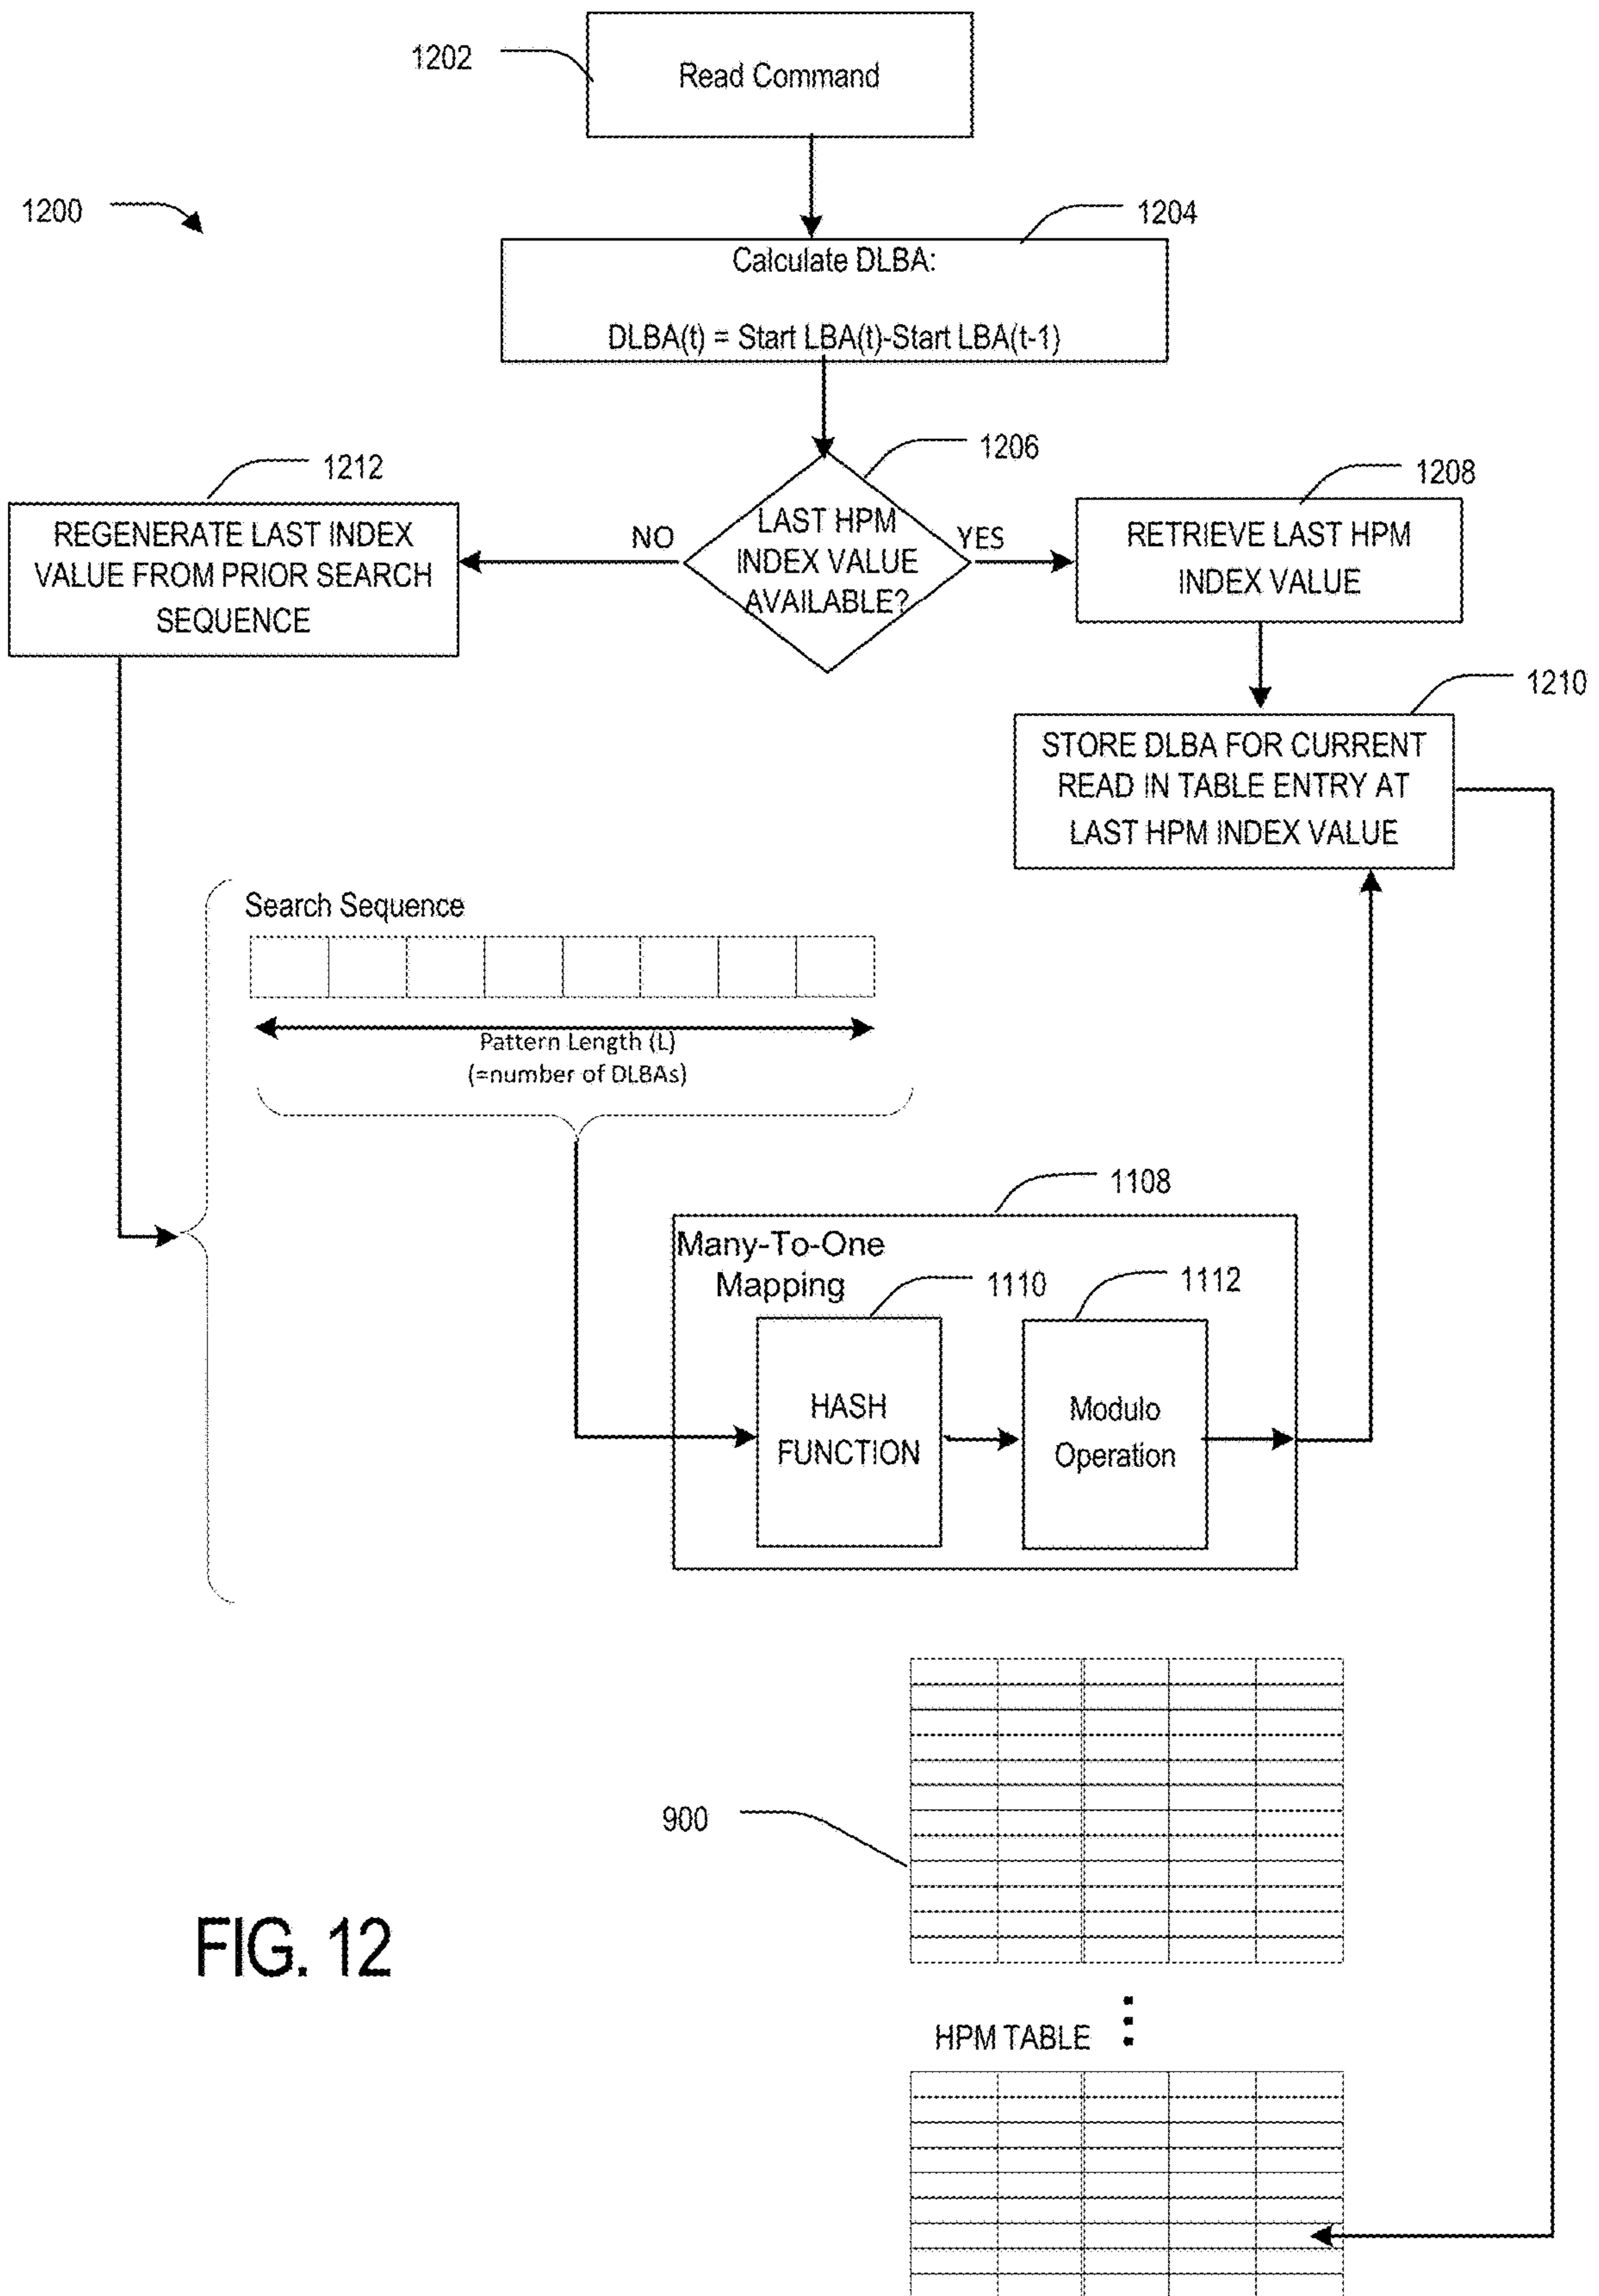 1202
Read Command
1200
1204
Calculate DLBA:
DLBA(t) = Start LBA(t)-Start LBA(t-1)
1206
1212
1208
REGENERATE LAST INDEX
VALUE FROM PRIOR SEARCH
SEQUENCE
NO
LAST HPM
INDEX VALUE
AVAILABLE?
YES
RETRIEVE LAST HPM
INDEX VALUE
1210
STORE DLBA FOR CURRENT
READ IN TABLE ENTRY AT
LAST HPM INDEX VALUE
Search Sequence
Pattern Length (L)
(=number of DLBAs)
1108
Many-To-One
Mapping
1110
1112
HASH
FUNCTION
Modulo
Operation
900
FIG. 12
HPM TABLE